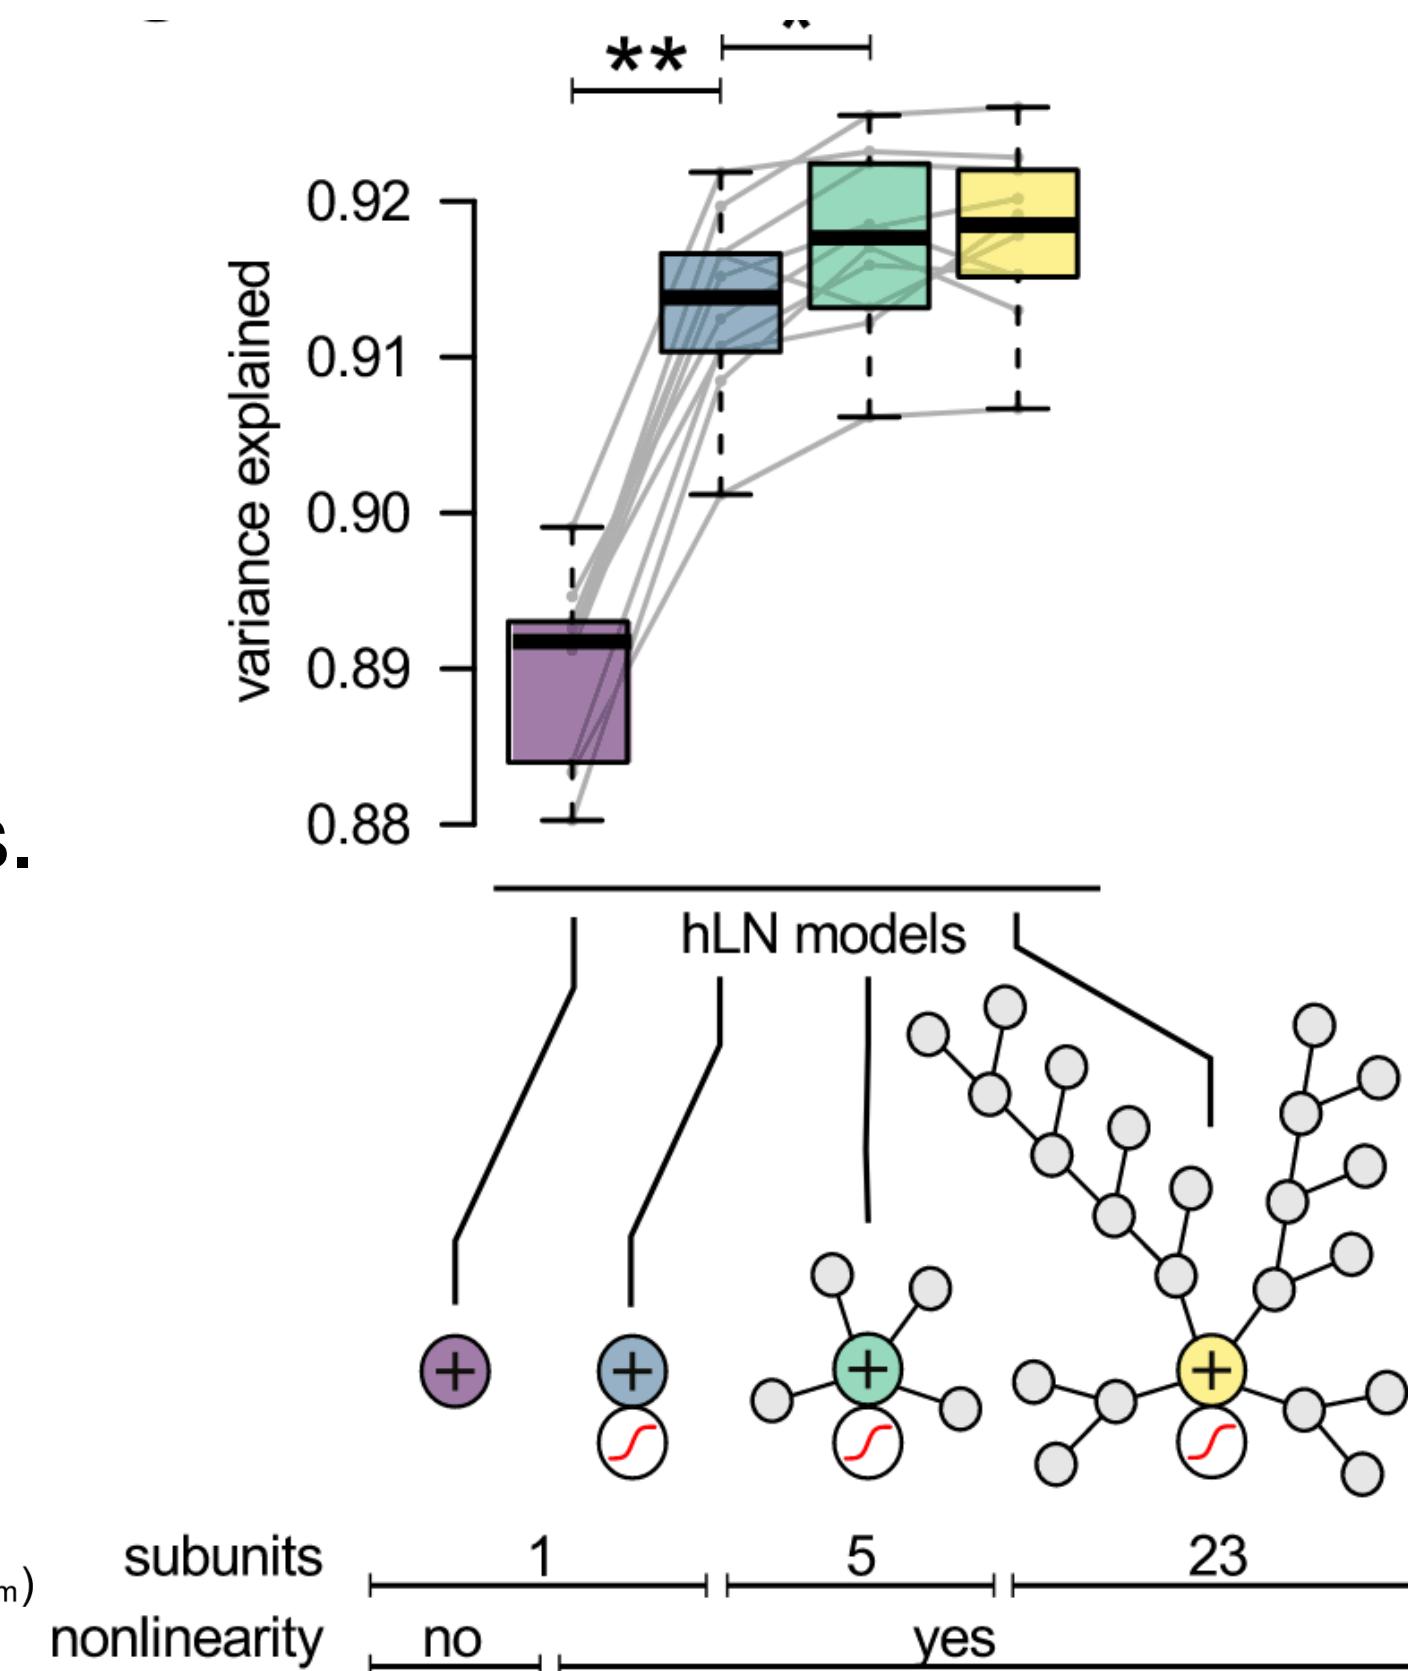 **
*
0.92
0.91
0.90
0.89
0.88
variance explained
s.
hLN models
+ + + +
subunits 1 5 23
m)
nonlinearity no yes